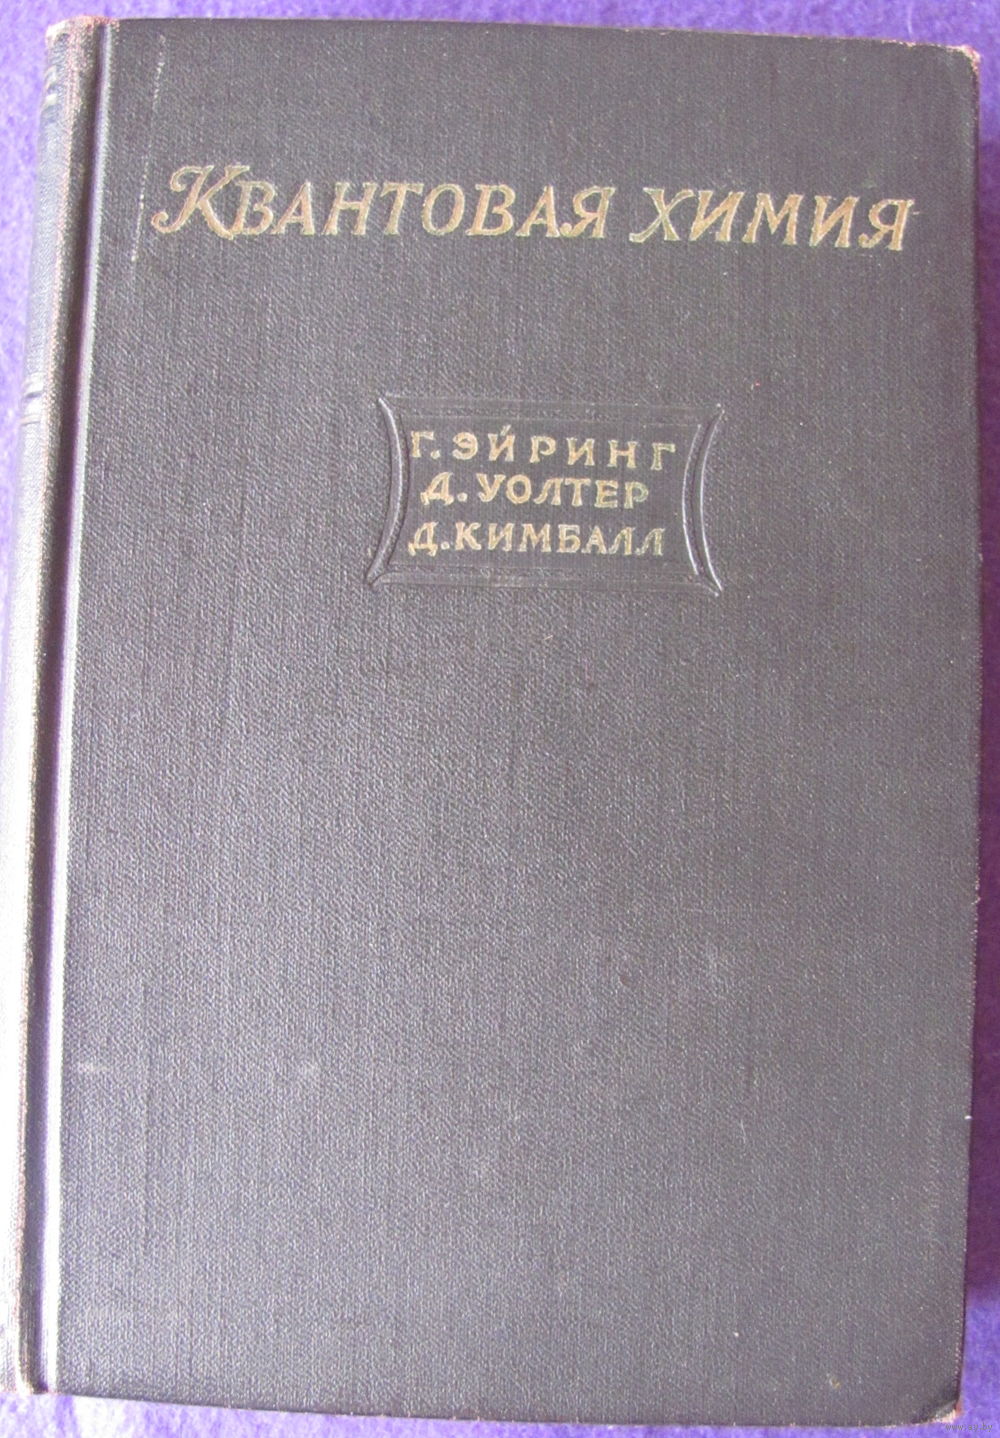 Квантовая химия
Г. Эйринг
Д. Уолтер
Д. Кимбалл